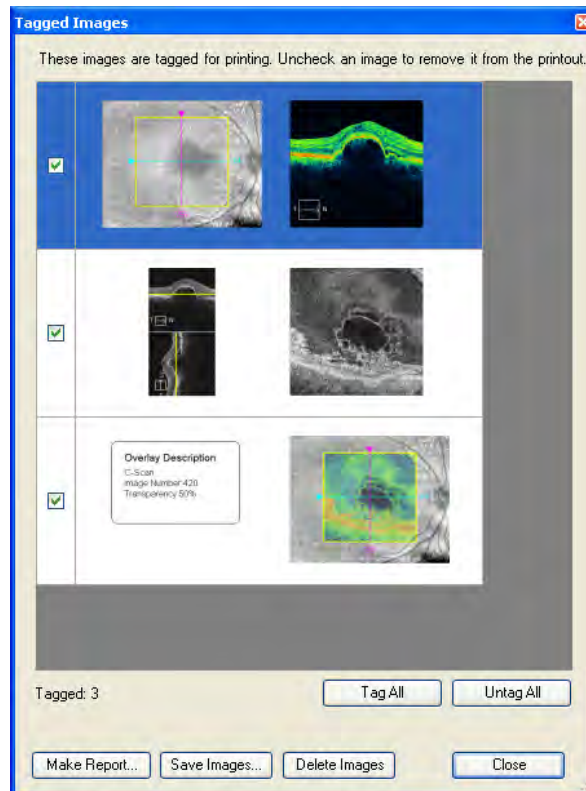 Tagged Images
These images are tagged for printing. Uncheck an image to remove it from the printout.
T N
T N
Overlay Description
C-Scan
Image Number 420
Transparency 50%
Tagged: 3
Tag All
Untag All
Make Report...
Save Images...
Delete Images
Close